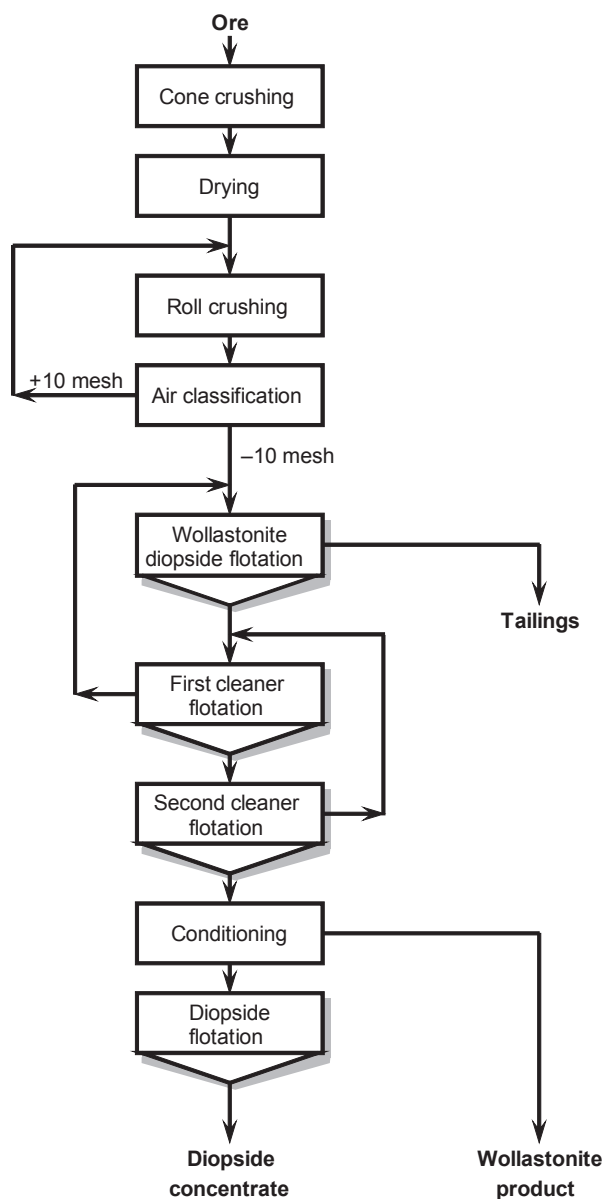 Ore
Cone crushing
Drying
Roll crushing
+10 mesh
Air classification
–10 mesh
Wollastonite
diopside flotation
Tailings
First cleaner
flotation
Second cleaner
flotation
Conditioning
Diopside
flotation
Diopside
concentrate
Wollastonite
product